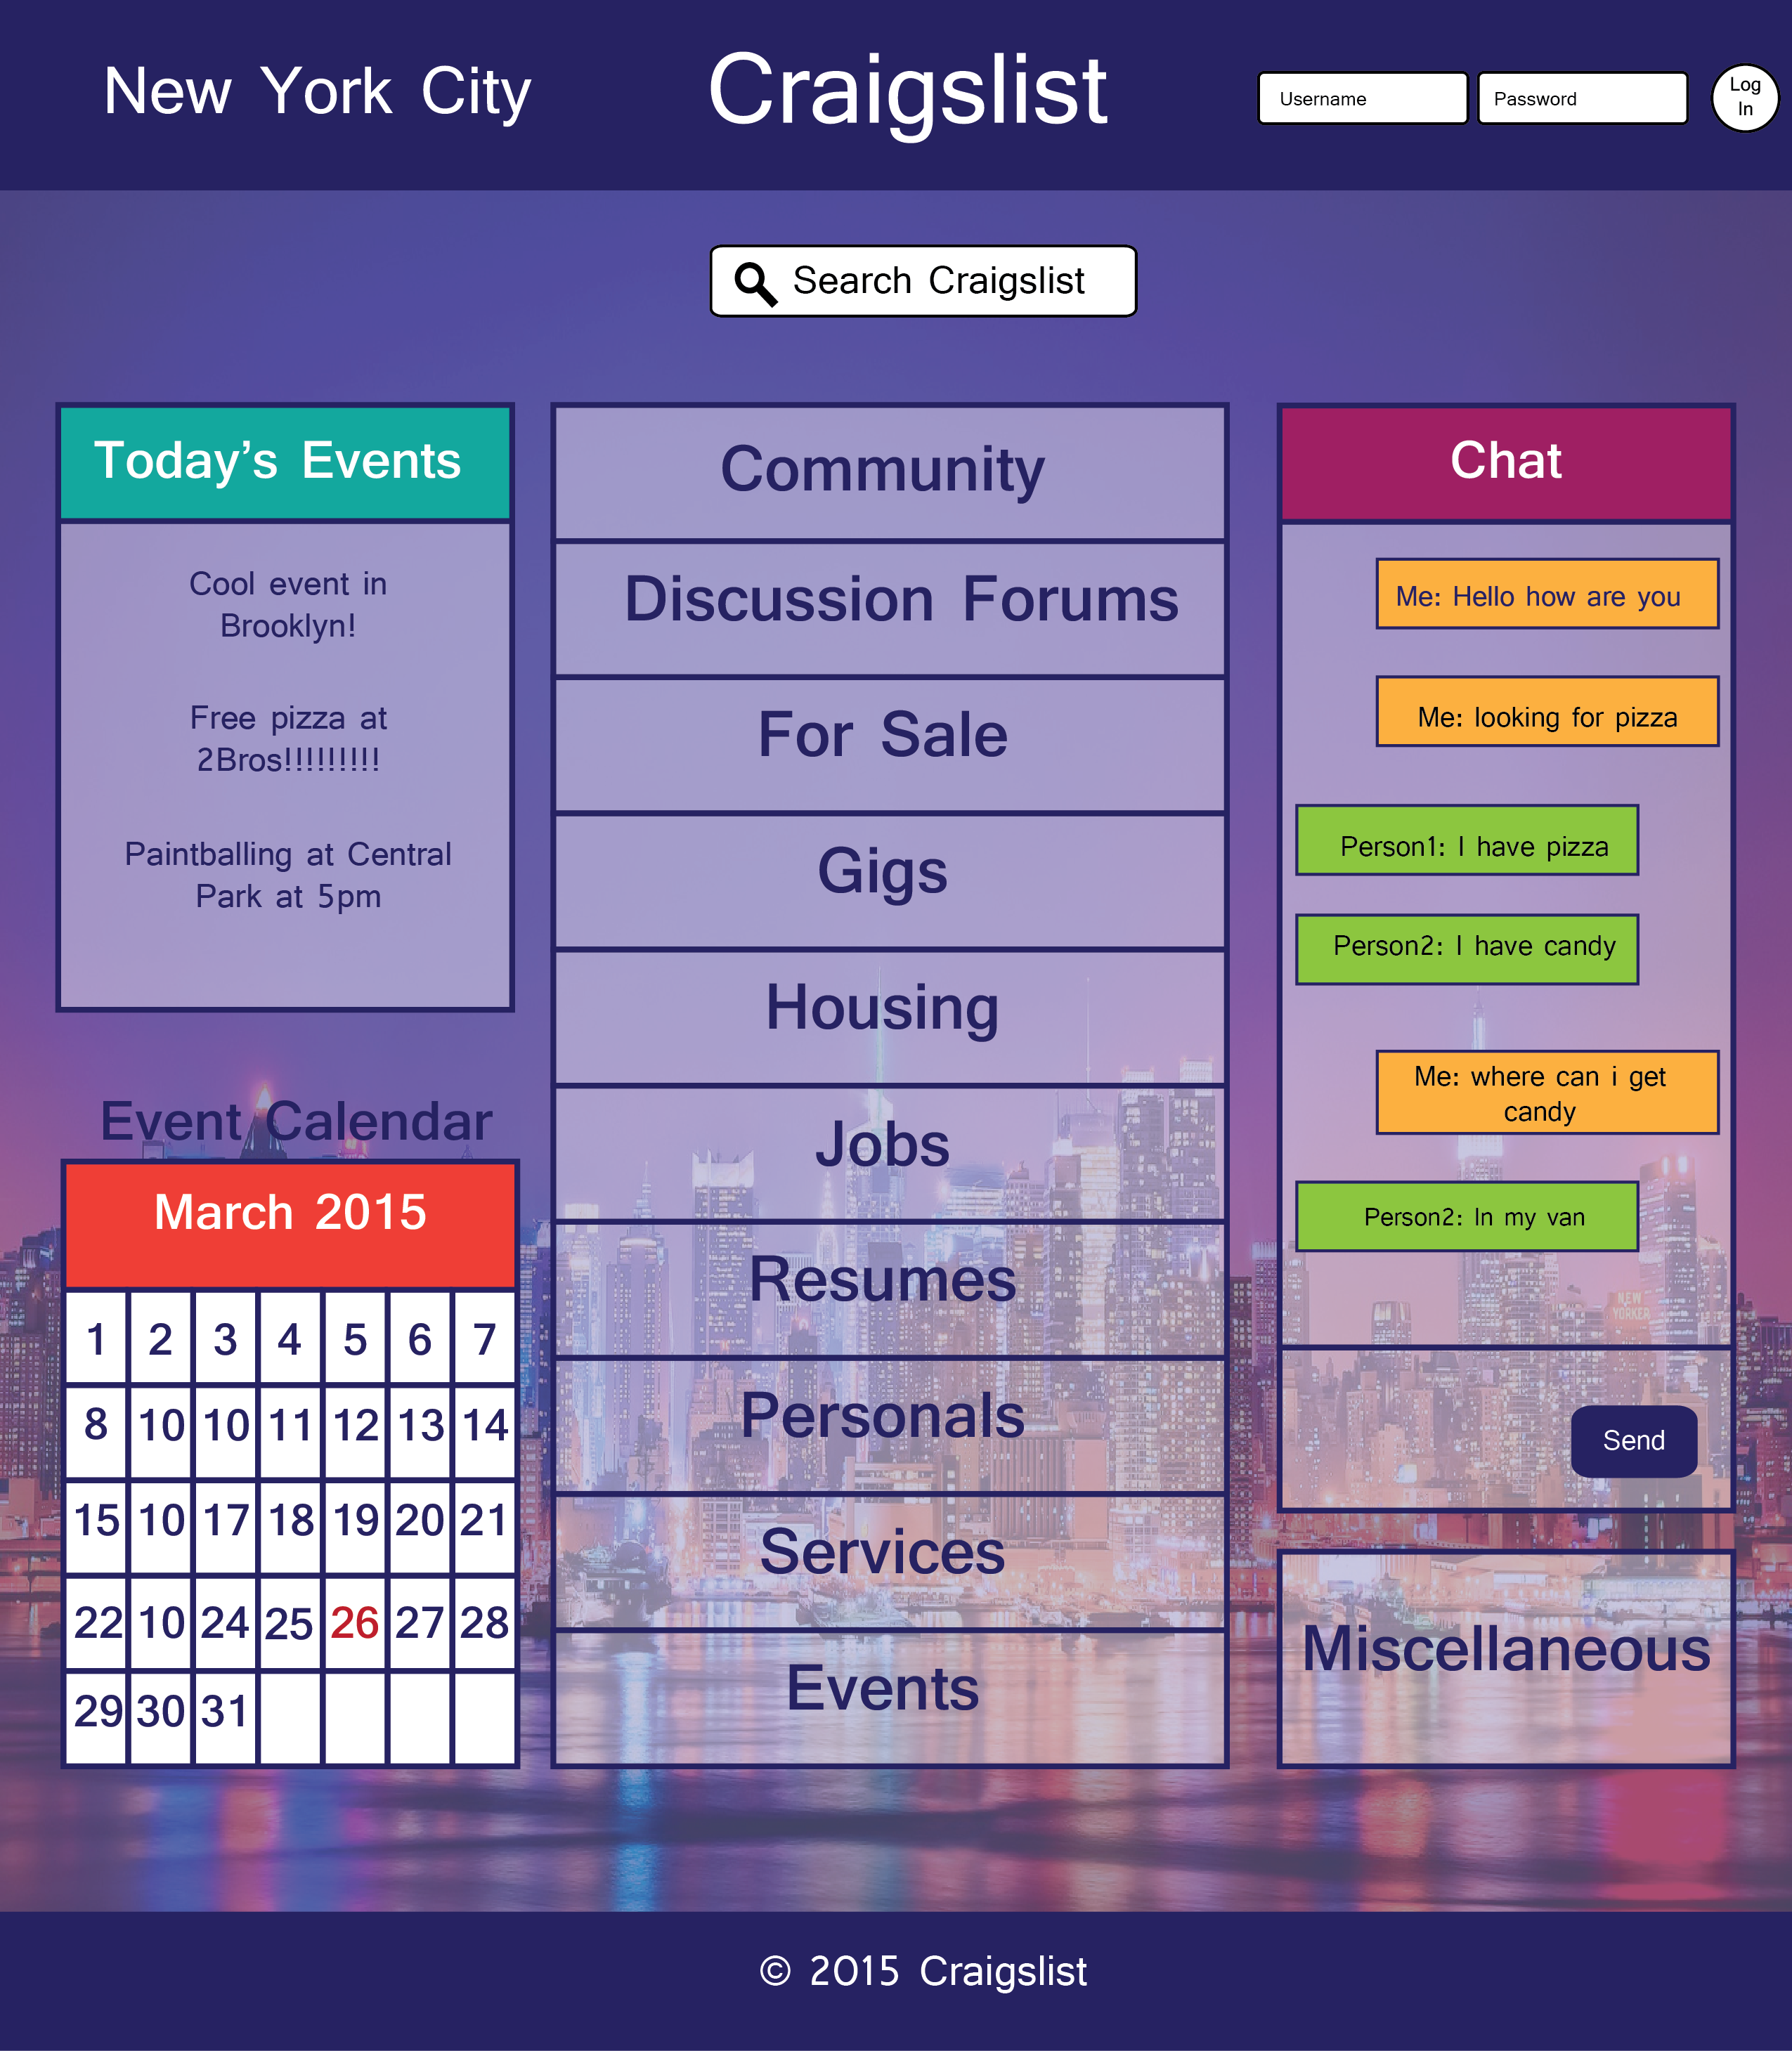 New York City
Craigslist
Username
Password
Log
In
Search Craigslist
Today's Events
Cool event in
Brooklyn!
Free pizza at
2Bros!!!!!!!!!
Paintballing at Central
Park at 5pm
Event Calendar
March 2015
1 2 3 4 5 6 7
8 10 10 11 12 13 14
15 10 17 18 19 20 21
22 10 24 25 26 27 28
29 30 31
Community
Discussion Forums
For Sale
Gigs
Housing
Jobs
Resumes
Personals
Services
Events
Chat
Me: Hello how are you
Me: looking for pizza
Person1: I have pizza
Person2: I have candy
Me: where can i get
candy
Person2: In my van
NEW
YORKER
Send
Miscellaneous
© 2015 Craigslist